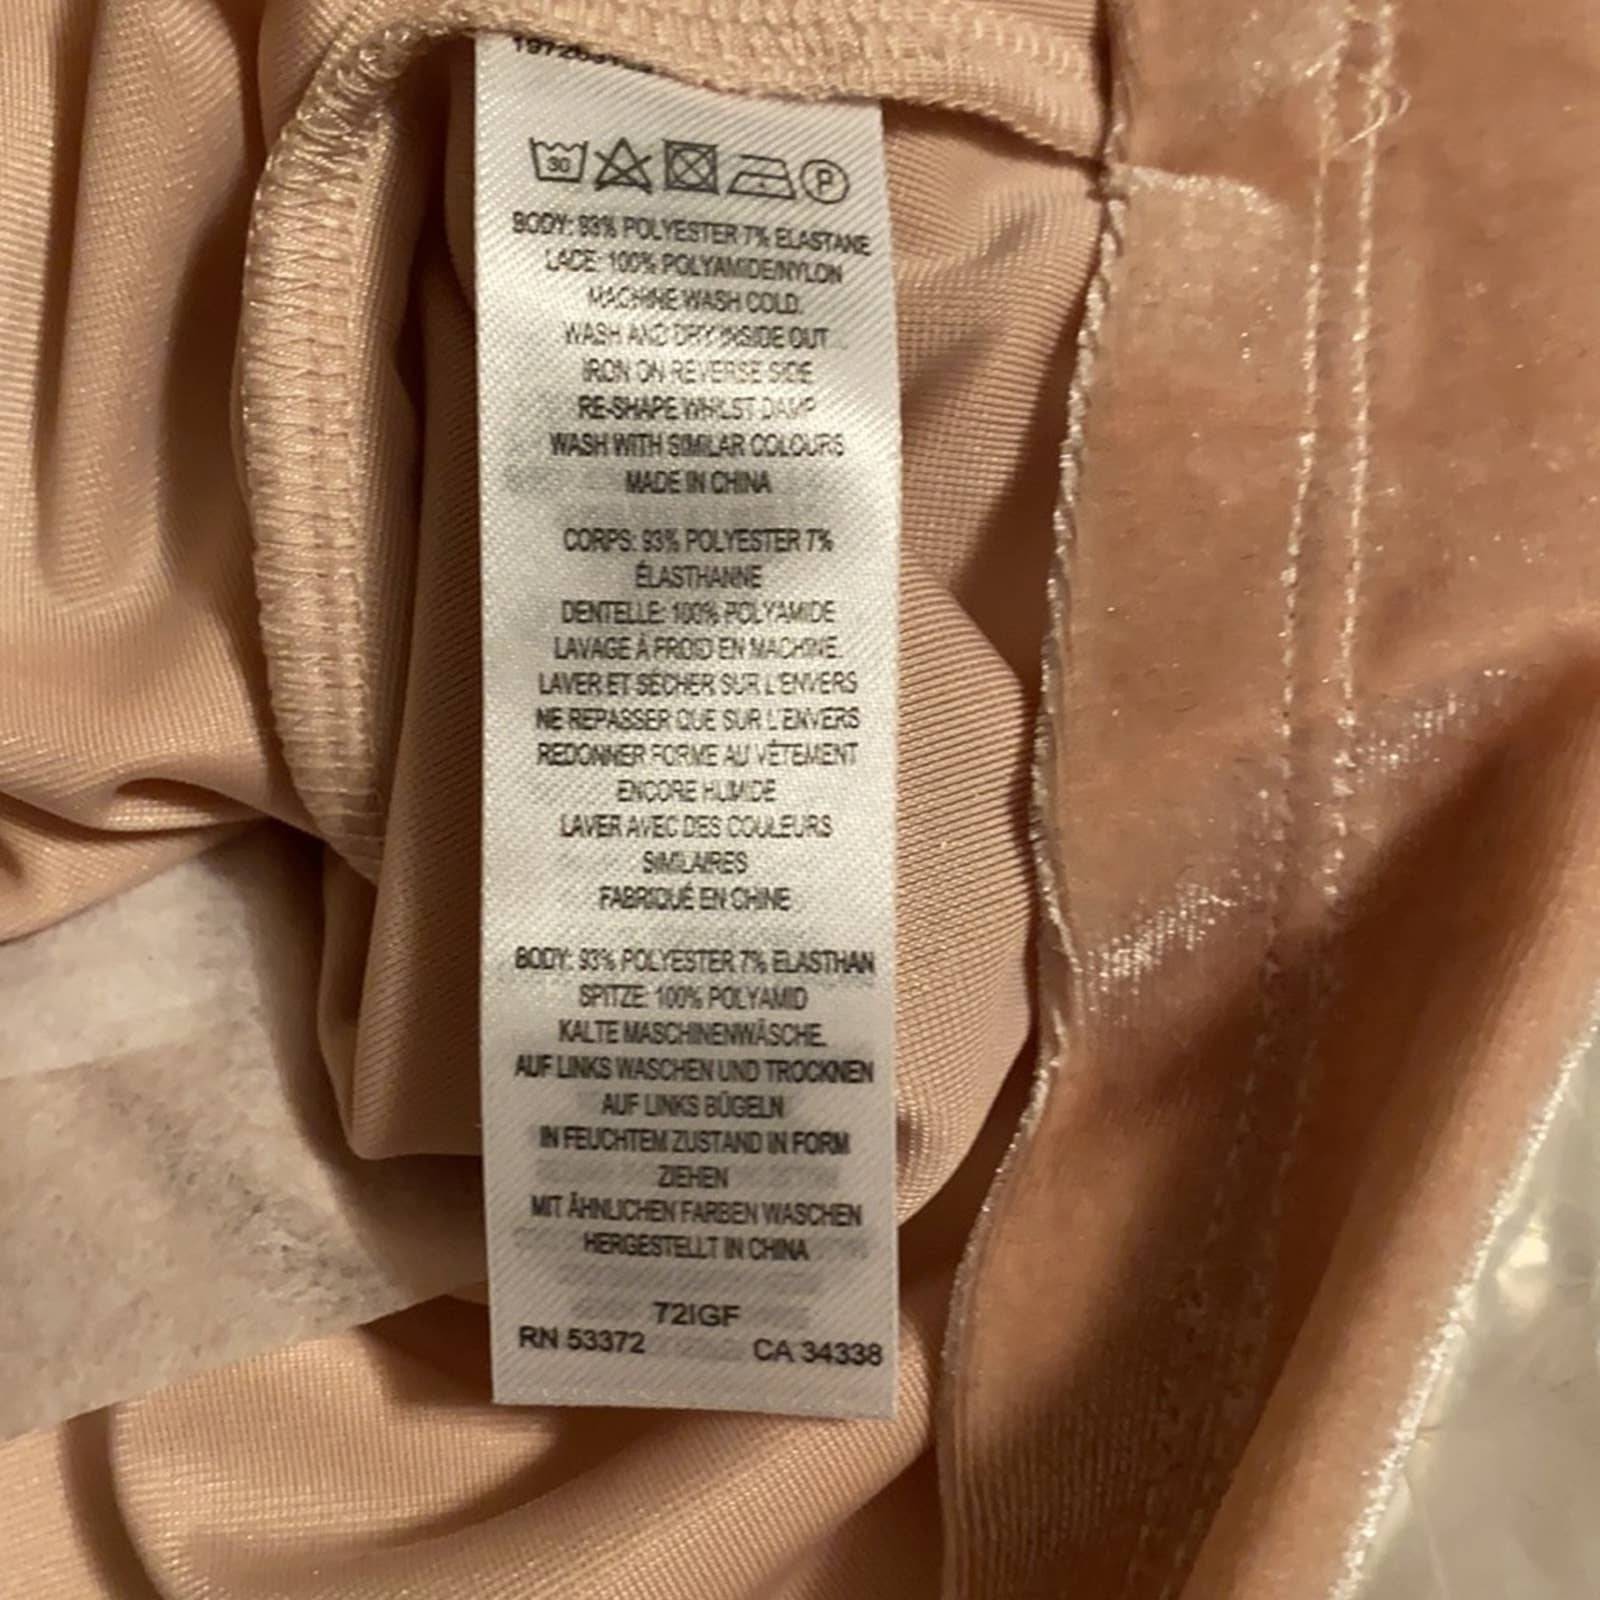 30
P
BODY: 93% POLYESTER 7% ELASTANE
LACE: 100% POLYAMIDE/NYLON
MACHINE WASH COLD.
WASH AND DRY INSIDE OUT
IRON ON REVERSE SIDE
RE-SHAPE WHILST DAMP
WASH WITH SIMILAR COLOURS
MADE IN CHINA
CORPS: 93% POLYESTER 7%
ÉLASTHANNE
DENTELLE: 100% POLYAMIDE
LAVAGE À FROID EN MACHINE.
LAVER ET SÉCHER SUR L'ENVERS
NE REPASSER QUE SUR L'ENVERS
REDONNER FORME AU VÊTEMENT
ENCORE HUMIDE
LAVER AVEC DES COULEURS
SIMILAIRES
FABRIQUÉ EN CHINE
BODY: 93% POLYESTER 7% ELASTHAN
SPITZE: 100% POLYAMID
KALTE MASCHINENWÄSCHE.
AUF LINKS WASCHEN UND TROCKNEN
AUF LINKS BÜGELN
IN FEUCHTEM ZUSTAND IN FORM
ZIEHEN
MIT ÄHNLICHEN FARBEN WASCHEN
HERGESTELLT IN CHINA
72IGF
RN 53372 CA 34338